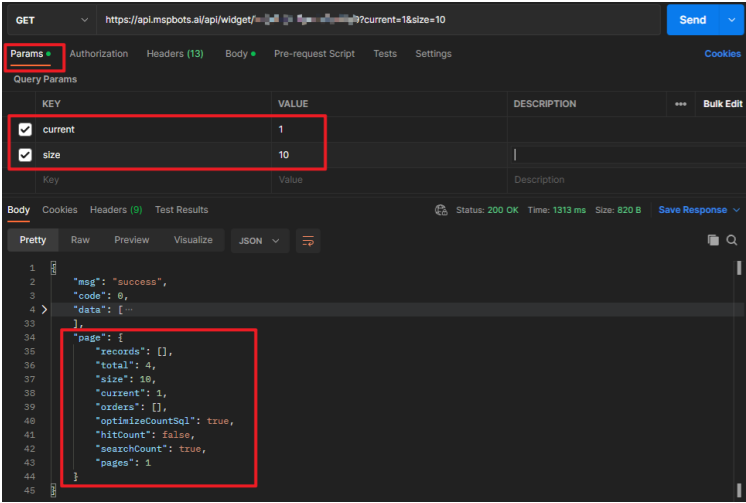 GET https://api.mspbots.ai/api/widget/ ?current=1&size=10 Send
Params Authorization Headers (13) Body Pre-request Script Tests Settings Cookies
Query Params
KEY VALUE DESCRIPTION ••• Bulk Edit
current 1
size 10
Key Value Description
Body Cookies Headers (9) Test Results Status: 200 OK Time: 1313 ms Size: 820 B Save Response
Pretty Raw Preview Visualize JSON
1 {
2 "msg": "success",
3 "code": 0,
4 "data": [ ⋯
33 ],
34 "page": {
35 "records": [],
36 "total": 4,
37 "size": 10,
38 "current": 1,
39 "orders": [],
40 "optimizeCountSql": true,
41 "hitCount": false,
42 "searchCount": true,
43 "pages": 1
44 }
45 }